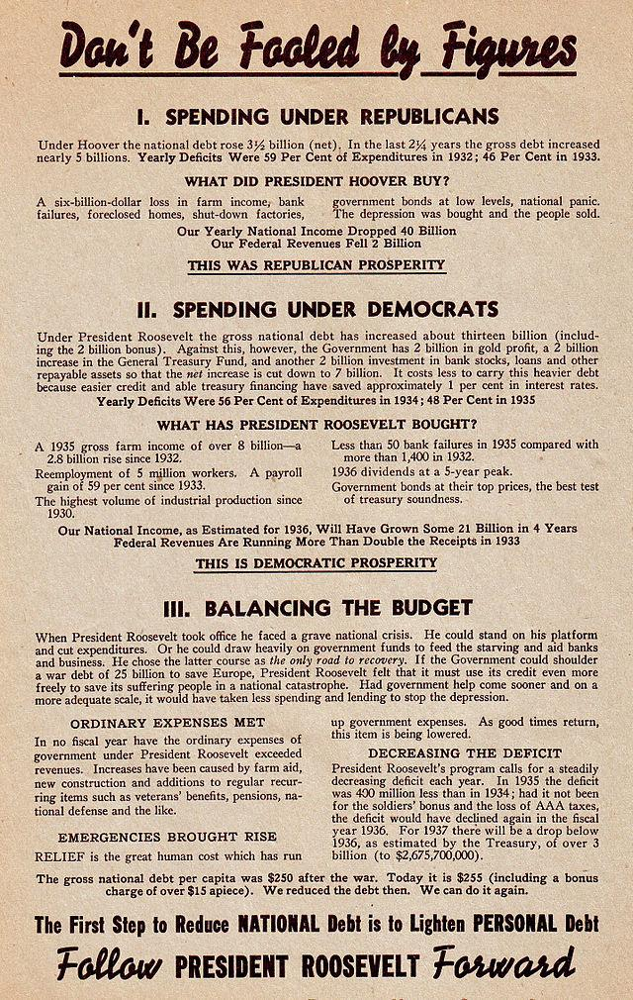 Don't Be Fooled by Figures
I. SPENDING UNDER REPUBLICANS
Under Hoover the national debt rose 3½ billion (net). In the last 2¼ years the gross debt increased
nearly 5 billions. Yearly Deficits Were 59 Per Cent of Expenditures in 1932; 46 Per Cent in 1933.
WHAT DID PRESIDENT HOOVER BUY?
A six-billion-dollar loss in farm income, bank
failures, foreclosed homes, shut-down factories,
government bonds at low levels, national panic.
The depression was bought and the people sold.
Our Yearly National Income Dropped 40 Billion
Our Federal Revenues Fell 2 Billion
THIS WAS REPUBLICAN PROSPERITY
II. SPENDING UNDER DEMOCRATS
Under President Roosevelt the gross national debt has increased about thirteen billion (includ-
ing the 2 billion bonus). Against this, however, the Government has 2 billion in gold profit, a 2 billion
increase in the General Treasury Fund, and another 2 billion investment in bank stocks, loans and other
repayable assets so that the net increase is cut down to 7 billion. It costs less to carry this heavier debt
because easier credit and able treasury financing have saved approximately 1 per cent in interest rates.
Yearly Deficits Were 56 Per Cent of Expenditures in 1934; 48 Per Cent in 1935
WHAT HAS PRESIDENT ROOSEVELT BOUGHT?
A 1935 gross farm income of over 8 billion—a
2.8 billion rise since 1932.
Reemployment of 5 million workers. A payroll
gain of 59 per cent since 1933.
The highest volume of industrial production since
1930.
Less than 50 bank failures in 1935 compared with
more than 1,400 in 1932.
1936 dividends at a 5-year peak.
Government bonds at their top prices, the best test
of treasury soundness.
Our National Income, as Estimated for 1936, Will Have Grown Some 21 Billion in 4 Years
Federal Revenues Are Running More Than Double the Receipts in 1933
THIS IS DEMOCRATIC PROSPERITY
III. BALANCING THE BUDGET
When President Roosevelt took office he faced a grave national crisis. He could stand on his platform
and cut expenditures. Or he could draw heavily on government funds to feed the starving and aid banks
and business. He chose the latter course as the only road to recovery. If the Government could shoulder
a war debt of 25 billion to save Europe, President Roosevelt felt that it must use its credit even more
freely to save its suffering people in a national catastrophe. Had government help come sooner and on a
more adequate scale, it would have taken less spending and lending to stop the depression.
ORDINARY EXPENSES MET
In no fiscal year have the ordinary expenses of
government under President Roosevelt exceeded
revenues. Increases have been caused by farm aid,
new construction and additions to regular recur-
ring items such as veterans' benefits, pensions, na-
tional defense and the like.
EMERGENCIES BROUGHT RISE
RELIEF is the great human cost which has run
up government expenses. As good times return,
this item is being lowered.
DECREASING THE DEFICIT
President Roosevelt's program calls for a steadily
decreasing deficit each year. In 1935 the deficit
was 400 million less than in 1934; had it not been
for the soldiers' bonus and the loss of AAA taxes,
the deficit would have declined again in the fiscal
year 1936. For 1937 there will be a drop below
1936, as estimated by the Treasury, of over 3
billion (to $2,675,700,000).
The gross national debt per capita was $250 after the war. Today it is $255 (including a bonus
charge of over $15 apiece). We reduced the debt then. We can do it again.
The First Step to Reduce NATIONAL Debt is to Lighten PERSONAL Debt
Follow PRESIDENT ROOSEVELT Forward